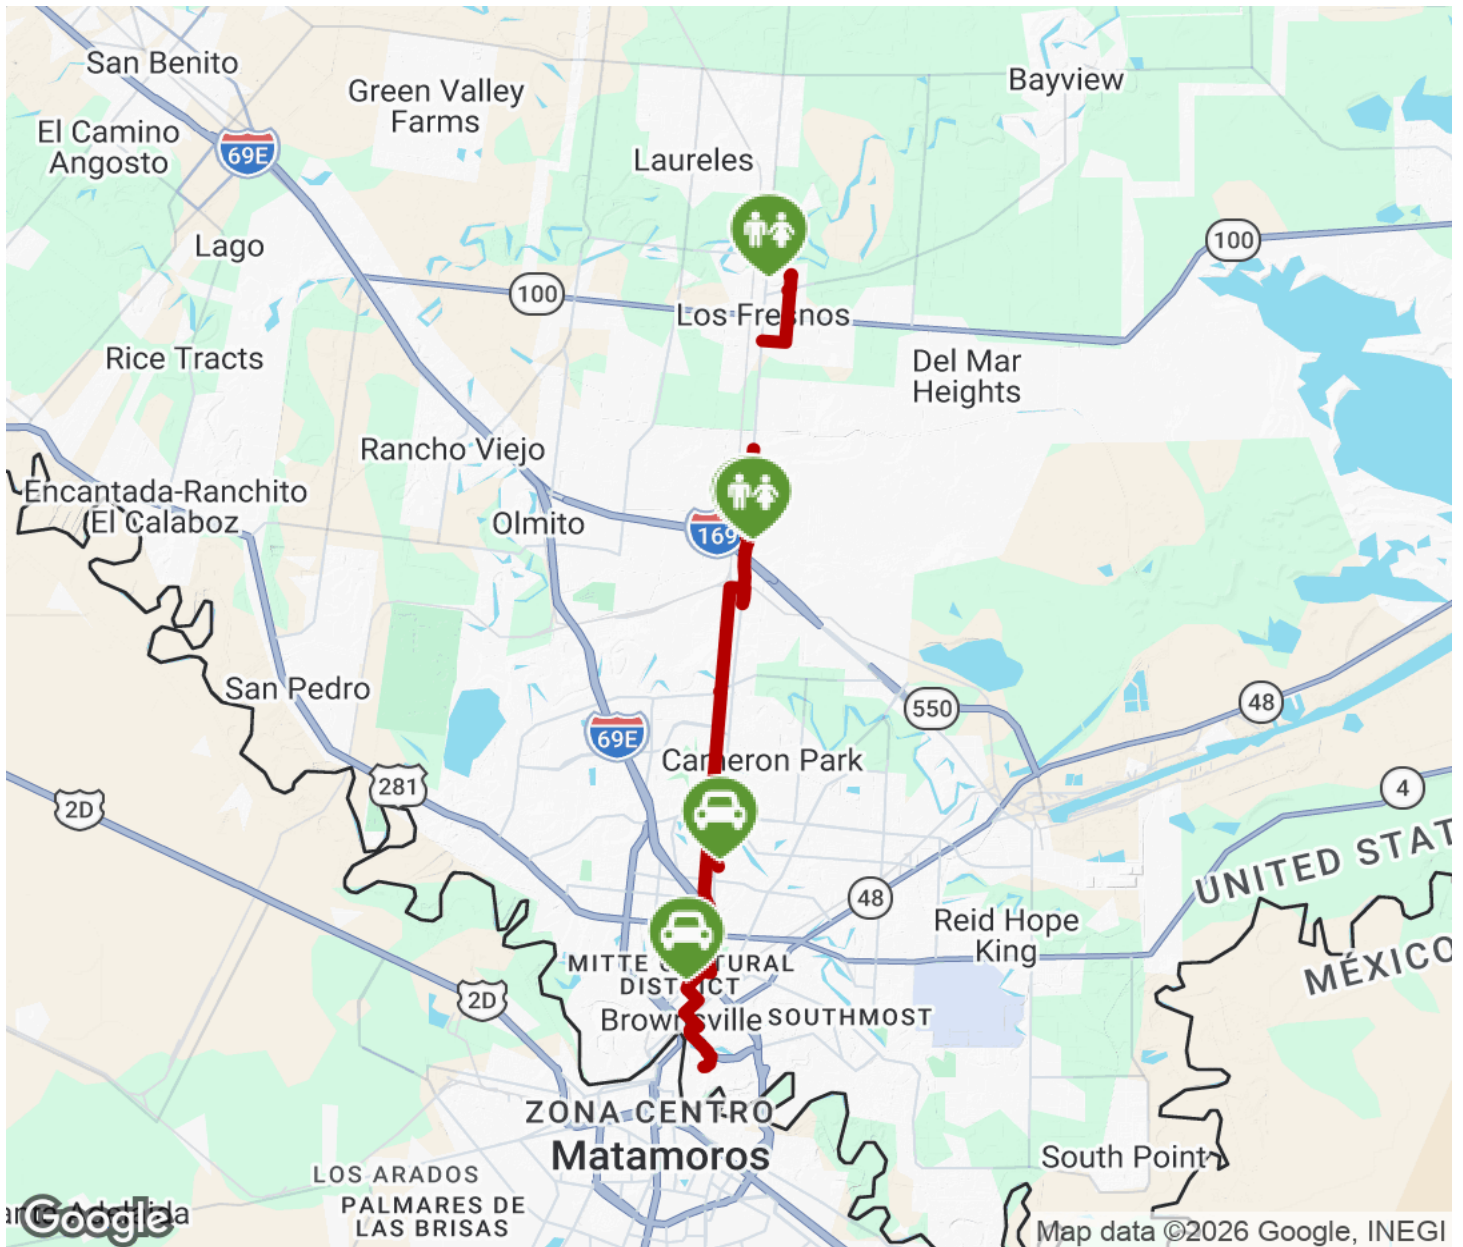 San Benito
Green Valley
Farms
Bayview
El Camino
Angosto
69E
Laureles
Lago
100
100
Los Fresnos
Rice Tracts
Del Mar
Heights
Rancho Viejo
Encantada-Ranchito
El Calaboz
Olmito
169
San Pedro
550
48
69E
Cameron Park
281
2D
4
UNITED STAT
48
Reid Hope
King
MÉXICO
MITTE CULTURAL
DISTRICT
2D
Brownsville
SOUTHMOST
ZONA CENTRO
Matamoros
South Point
LOS ARADOS
PALMARES DE
LAS BRISAS
Google
Map data ©2026 Google, INEGI